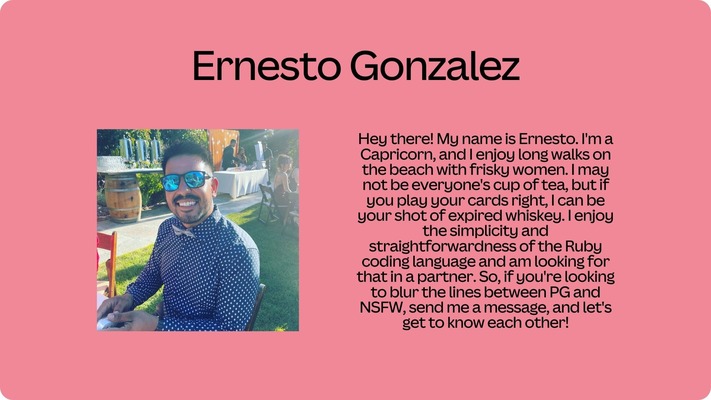 Ernesto Gonzalez
Hey there! My name is Ernesto. I'm a
Capricorn, and I enjoy long walks on
the beach with frisky women. I may
not be everyone's cup of tea, but if
you play your cards right, I can be
your shot of expired whiskey. I enjoy
the simplicity and
straightforwardness of the Ruby
coding language and am looking for
that in a partner. So, if you're looking
to blur the lines between PG and
NSFW, send me a message, and let's
get to know each other!